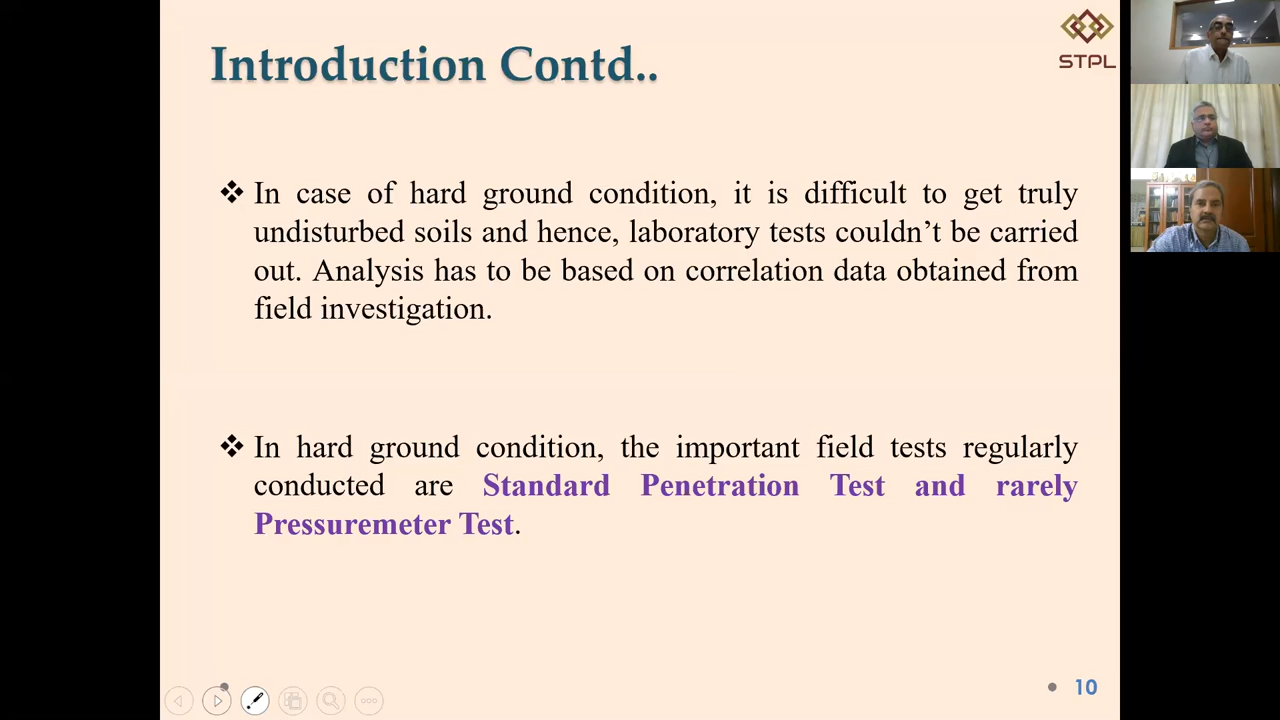 Introduction Contd..
STPL
❖ In case of hard ground condition, it is difficult to get truly
undisturbed soils and hence, laboratory tests couldn’t be carried
out. Analysis has to be based on correlation data obtained from
field investigation.
❖ In hard ground condition, the important field tests regularly
conducted are Standard Penetration Test and rarely
Pressuremeter Test.
10